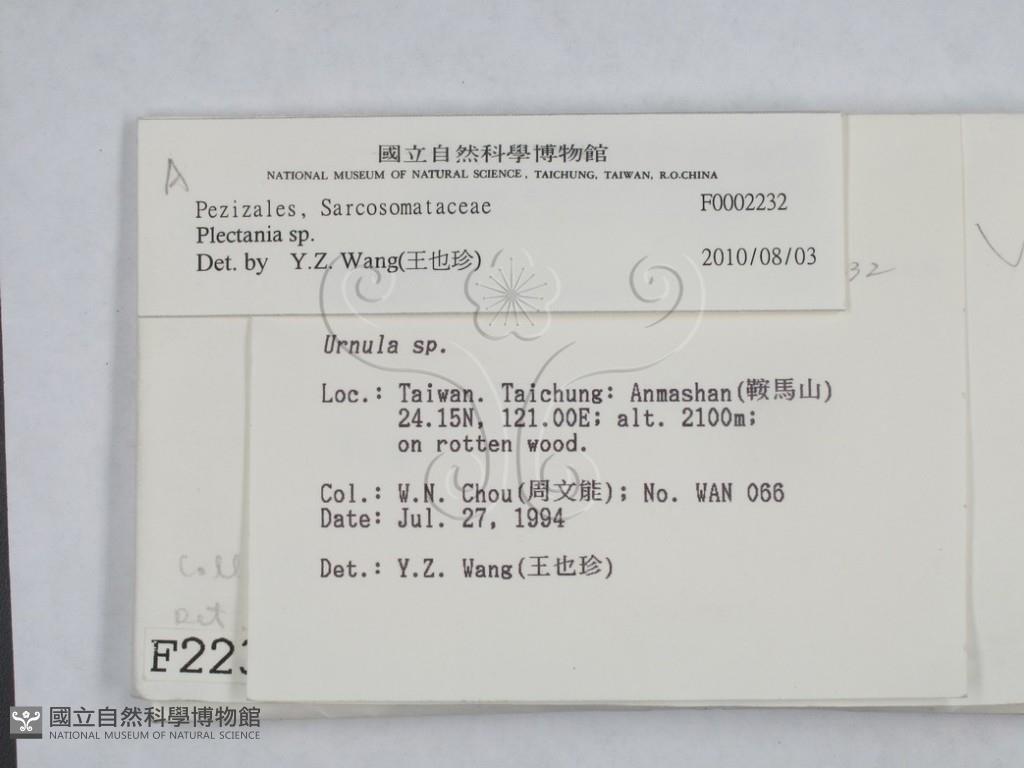 A
國立自然科學博物館
NATIONAL MUSEUM OF NATURAL SCIENCE, TAICHUNG, TAIWAN, R.O.CHINA
Pezizales, Sarcosomataceae F0002232
Plectania sp.
Det. by Y.Z. Wang(王也珍) 2010/08/03
32
Urnula sp.
Loc.: Taiwan. Taichung: Anmashan(鞍馬山)
24.15N, 121.00E; alt. 2100m;
on rotten wood.
Col.: W.N. Chou(周文能); No. WAN 066
Date: Jul. 27, 1994
Det.: Y.Z. Wang(王也珍)
Coll
Det
F223
國立自然科學博物館
NATIONAL MUSEUM OF NATURAL SCIENCE